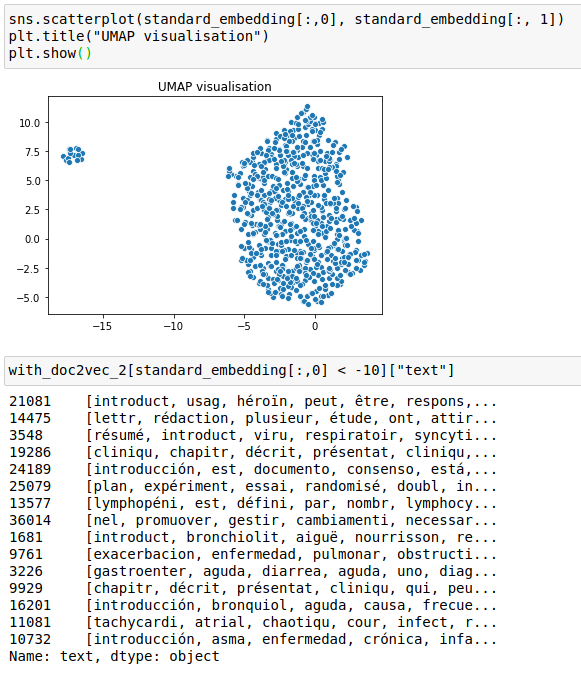 sns.scatterplot(standard_embedding[:,0], standard_embedding[:, 1])
plt.title("UMAP visualisation")
plt.show()
UMAP visualisation
10.0
7.5
5.0
2.5
0.0
−2.5
−5.0
−15 −10 −5 0
with_doc2vec_2[standard_embedding[:,0] < -10]["text"]
21081 [introduct, usag, héroïn, peut, être, respons,...
14475 [lettr, rédaction, plusieur, étude, ont, attir...
3548 [résumé, introduct, viru, respiratoir, syncyti...
19286 [cliniqu, chapitr, décrit, présentat, cliniqu,...
24189 [introducción, est, documento, consenso, está,...
25079 [plan, expériment, essai, randomisé, doubl, in...
13577 [lymphopéni, est, défini, par, nombr, lymphocy...
36014 [nel, promuover, gestir, cambiamenti, necessar...
1681 [introduct, bronchiolit, aiguë, nourrisson, re...
9761 [exacerbacion, enfermedad, pulmonar, obstructi...
3226 [gastroenter, aguda, diarrea, aguda, uno, diag...
9929 [chapitr, décrit, présentat, cliniqu, qui, peu...
16201 [introducción, bronquiol, aguda, causa, frecue...
11081 [tachycardi, atrial, chaotiqu, cour, infect, r...
10732 [introducción, asma, enfermedad, crónica, infa...
Name: text, dtype: object